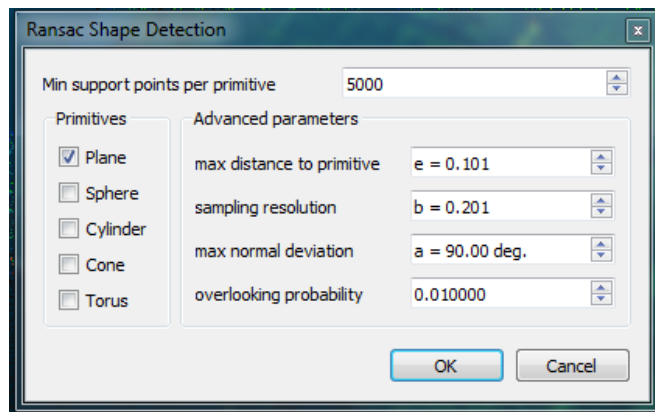 Ransac Shape Detection
Min support points per primitive 5000
Primitives
Plane
Sphere
Cylinder
Cone
Torus
Advanced parameters
max distance to primitive e = 0.101
sampling resolution b = 0.201
max normal deviation a = 90.00 deg.
overlooking probability 0.010000
OK Cancel